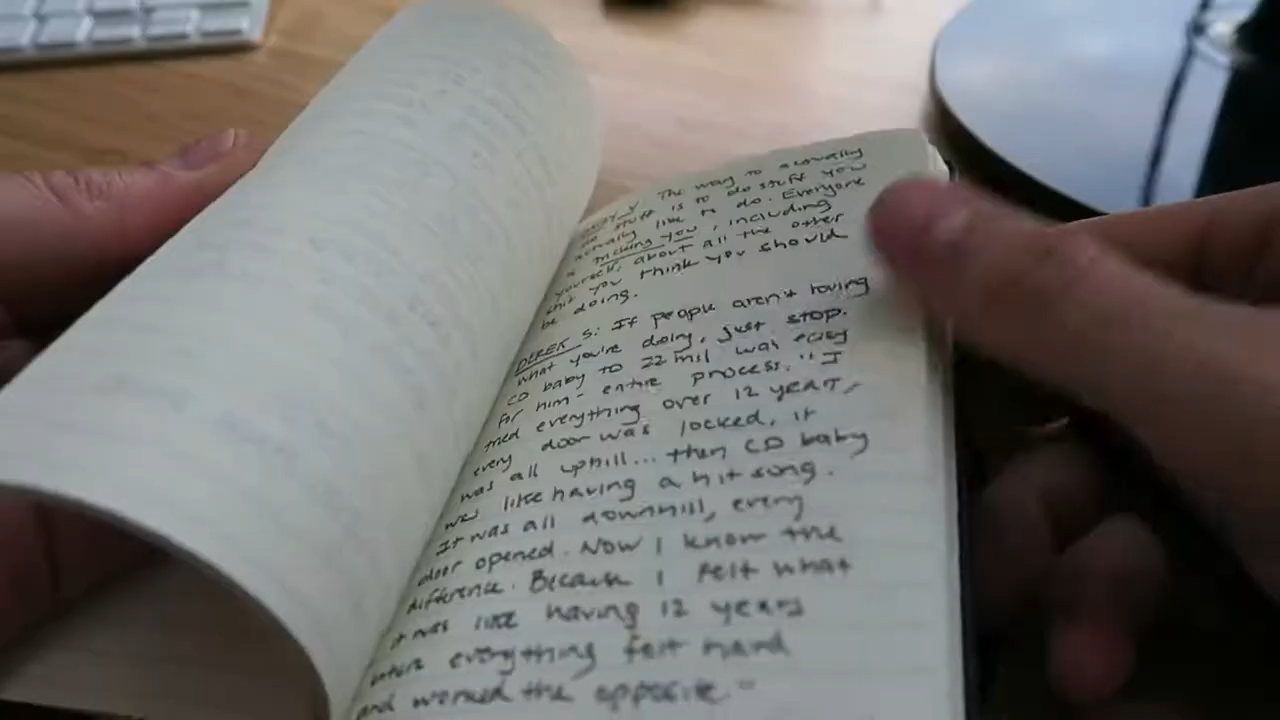 The way to actually
stuff is to do stuff you
actually like to do. Everyone
is tricking you, including
yourself, about all the other
shit you think you should
be doing.
DEREK S: If people aren't loving
what you're doing, just stop.
CD baby to 22 mil was easy
for him - entire process. "I
tried everything over 12 years,
every door was locked, it
was all uphill... then CD baby
was like having a hit song.
It was all downhill, every
door opened. Now I know the
difference. Because I felt what
it was like having 12 years
where everything felt hard
and worked the opposite."